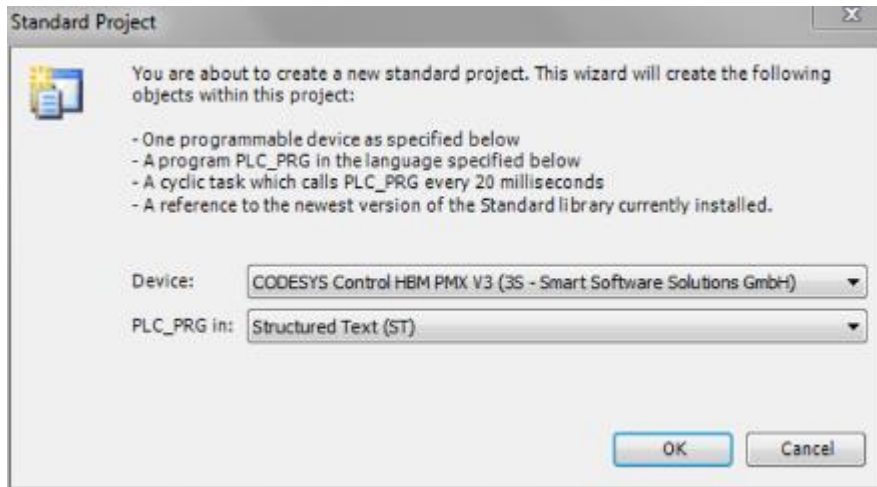 Standard Project
You are about to create a new standard project. This wizard will create the following
objects within this project:
- One programmable device as specified below
- A program PLC_PRG in the language specified below
- A cyclic task which calls PLC_PRG every 20 milliseconds
- A reference to the newest version of the Standard library currently installed.
Device: CODESYS Control HBM PMX V3 (3S - Smart Software Solutions GmbH)
PLC_PRG in: Structured Text (ST)
OK Cancel